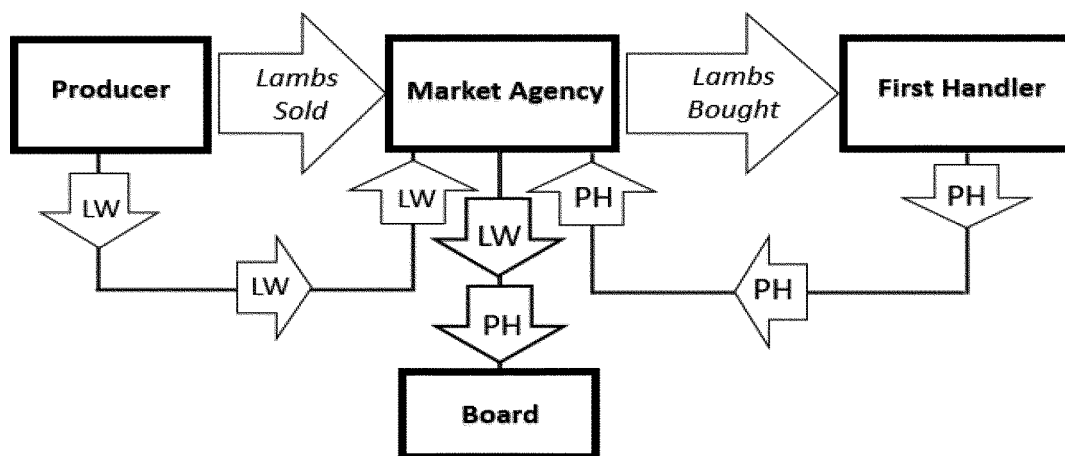 Producer
Lambs
Sold
Market Agency
Lambs
Bought
First Handler
LW
LW
PH
PH
LW
LW
PH
PH
Board